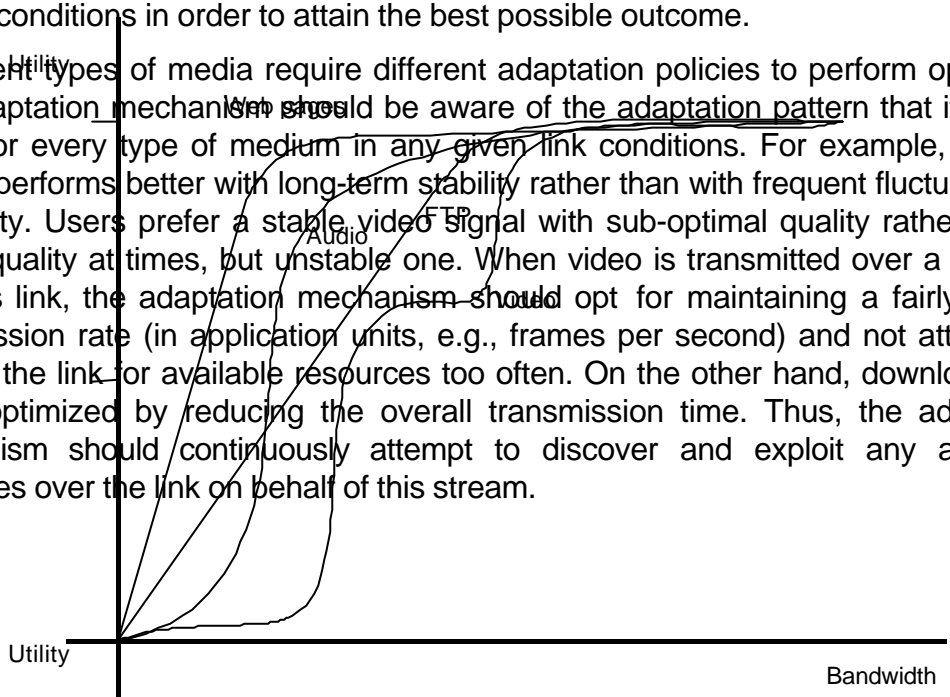 conditions in order to attain the best possible outcome.
Utility
ent types of media require different adaptation policies to perform op
Web pages
aptation mechanism should be aware of the adaptation pattern that i
or every type of medium in any given link conditions. For example,
performs better with long-term stability rather than with frequent fluctu
FTP
ty. Users prefer a stable video signal with sub-optimal quality rathe
Audio
quality at times, but unstable one. When video is transmitted over a
Video
s link, the adaptation mechanism should opt for maintaining a fairly
ssion rate (in application units, e.g., frames per second) and not att
the link for available resources too often. On the other hand, downlo
optimized by reducing the overall transmission time. Thus, the ad
ism should continuously attempt to discover and exploit any a
es over the link on behalf of this stream.
Utility
Bandwidth